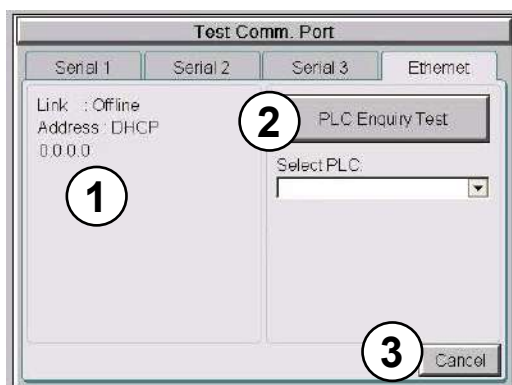 Test Comm. Port
Serial 1 Serial 2 Serial 3 Ethernet
Link : Offline
Address : DHCP
0.0.0.0
1
2
PLC Enquiry Test
Select PLC:
3
Cancel